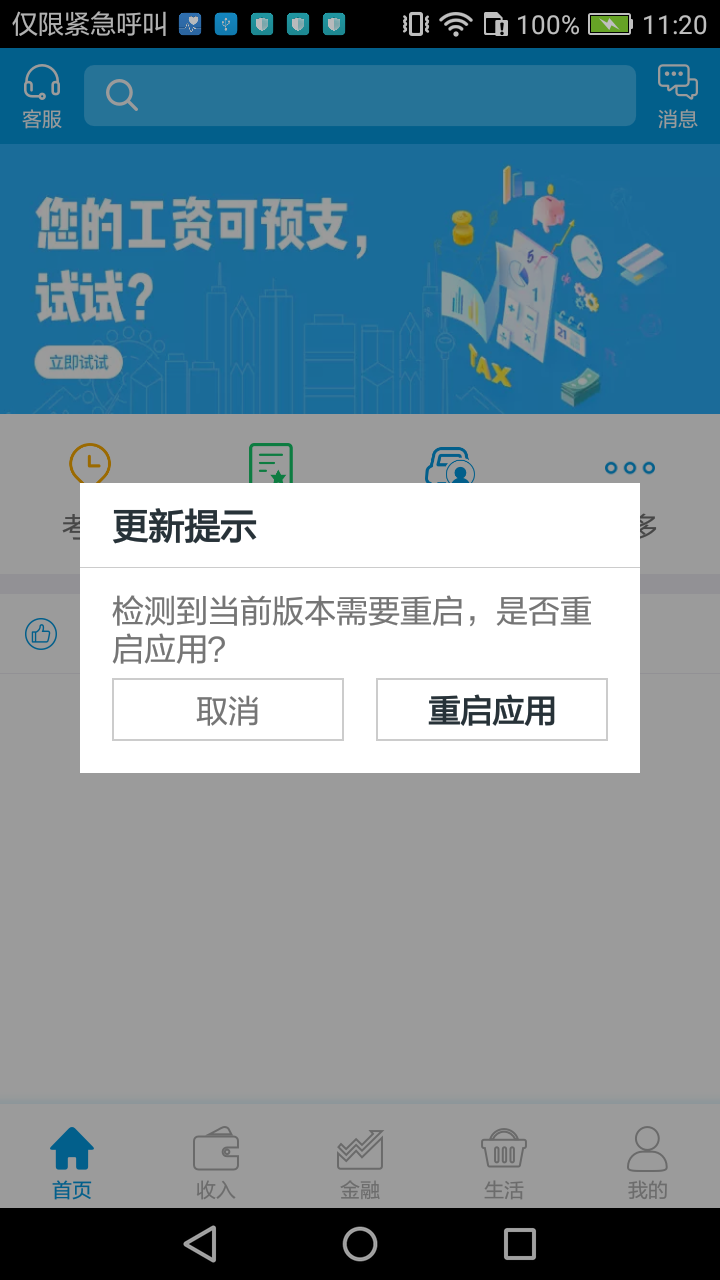 仅限紧急呼叫 100% 11:20
客服
消息
您的工资可预支，
试试？
立即试试
TAX
考
多
更新提示
检测到当前版本需要重启，是否重
启应用？
取消
重启应用
首页
收入
金融
生活
我的